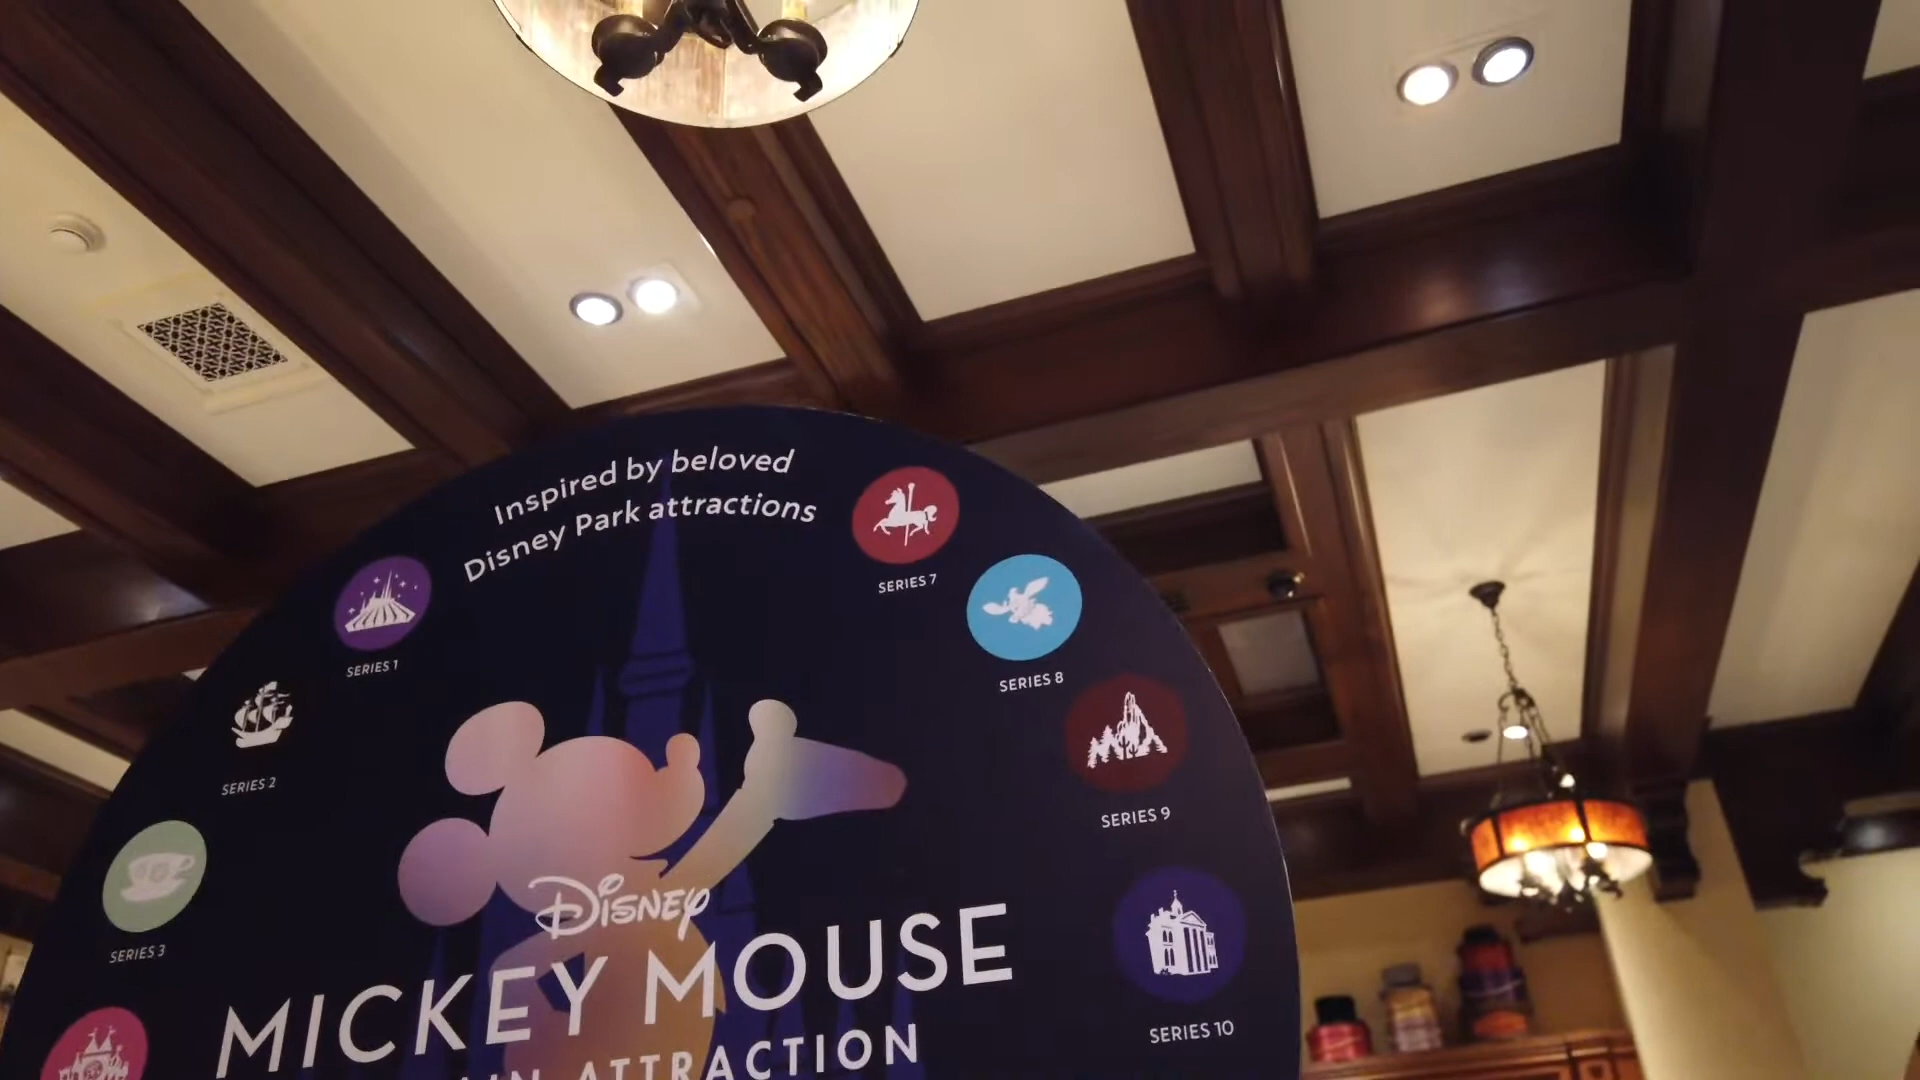 Inspired by beloved
Disney Park attractions
SERIES 1
SERIES 2
SERIES 3
SERIES 7
SERIES 8
SERIES 9
SERIES 10
Disney
MICKEY MOUSE
ATTRACTION